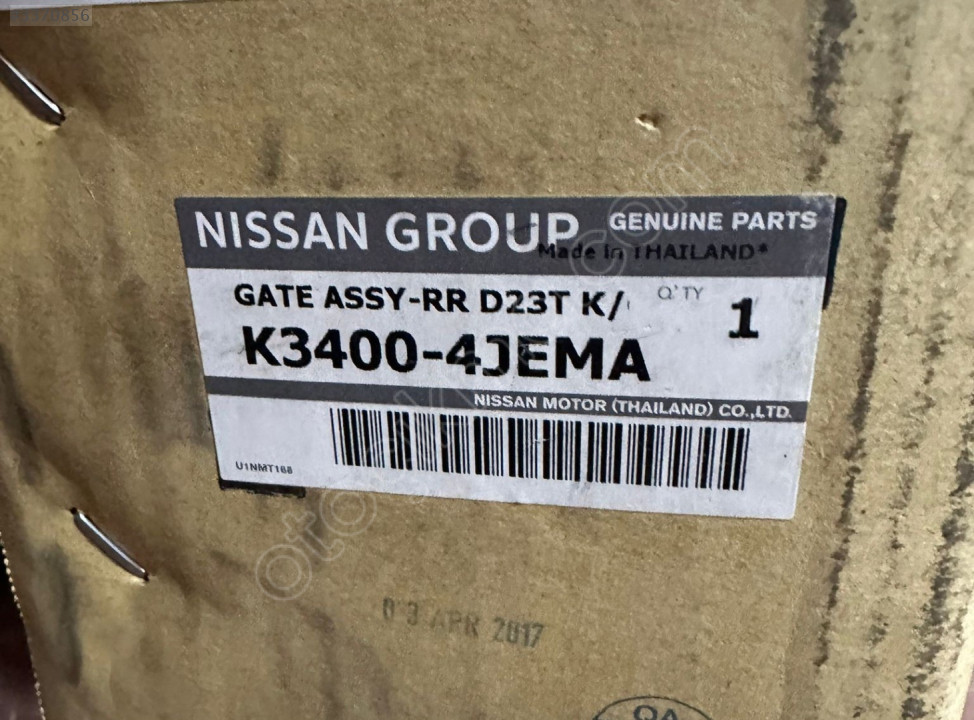 NISSAN GROUP GENUINE PARTS
Made in THAILAND*
GATE ASSY-RR D23T K/ Q'TY 1
K3400-4JEMA
NISSAN MOTOR (THAILAND) CO.,LTD.
U1NMT168
03 APR 2017
QA